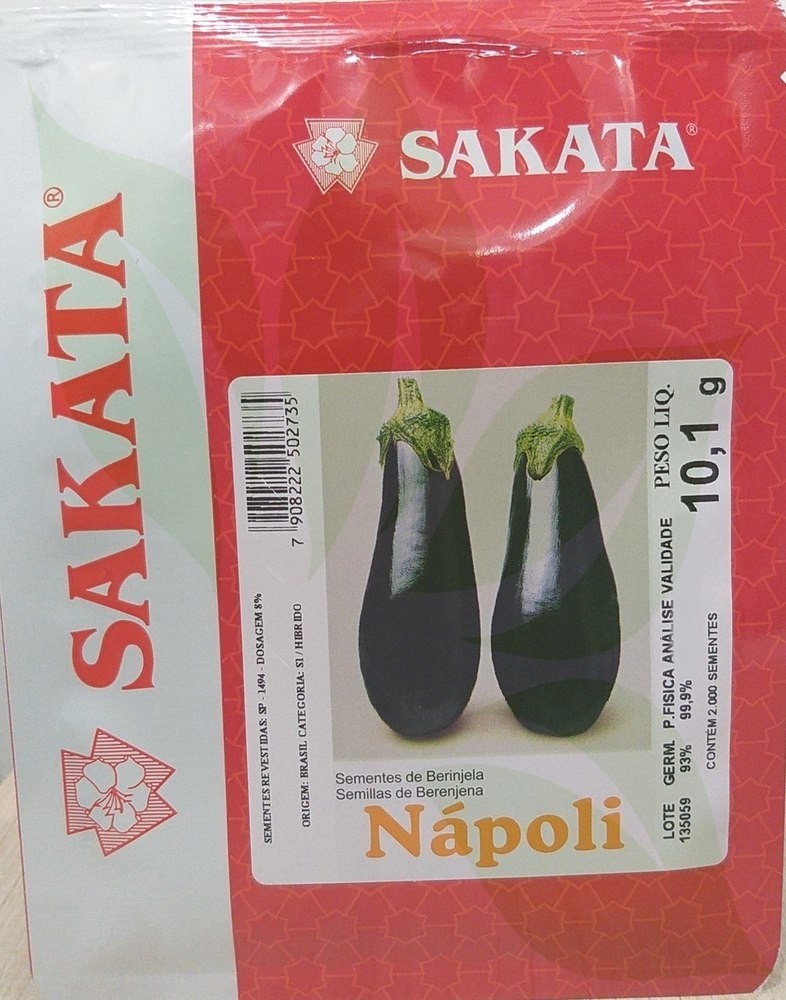 SAKATA®
SAKATA®
7 908222 502735
SEMENTES REVESTIDAS: SP - 1494 - DOSAGEM 8%
ORIGEM: BRASIL CATEGORIA: S1 / HIBRIDO
Sementes de Berinjela
Semillas de Berenjena
Nápoli
PESO LIQ.
10,1 g
LOTE GERM. P.FISICA ANÁLISE VALIDADE
135059 93% 99,9%
CONTÉM 2.000 SEMENTES